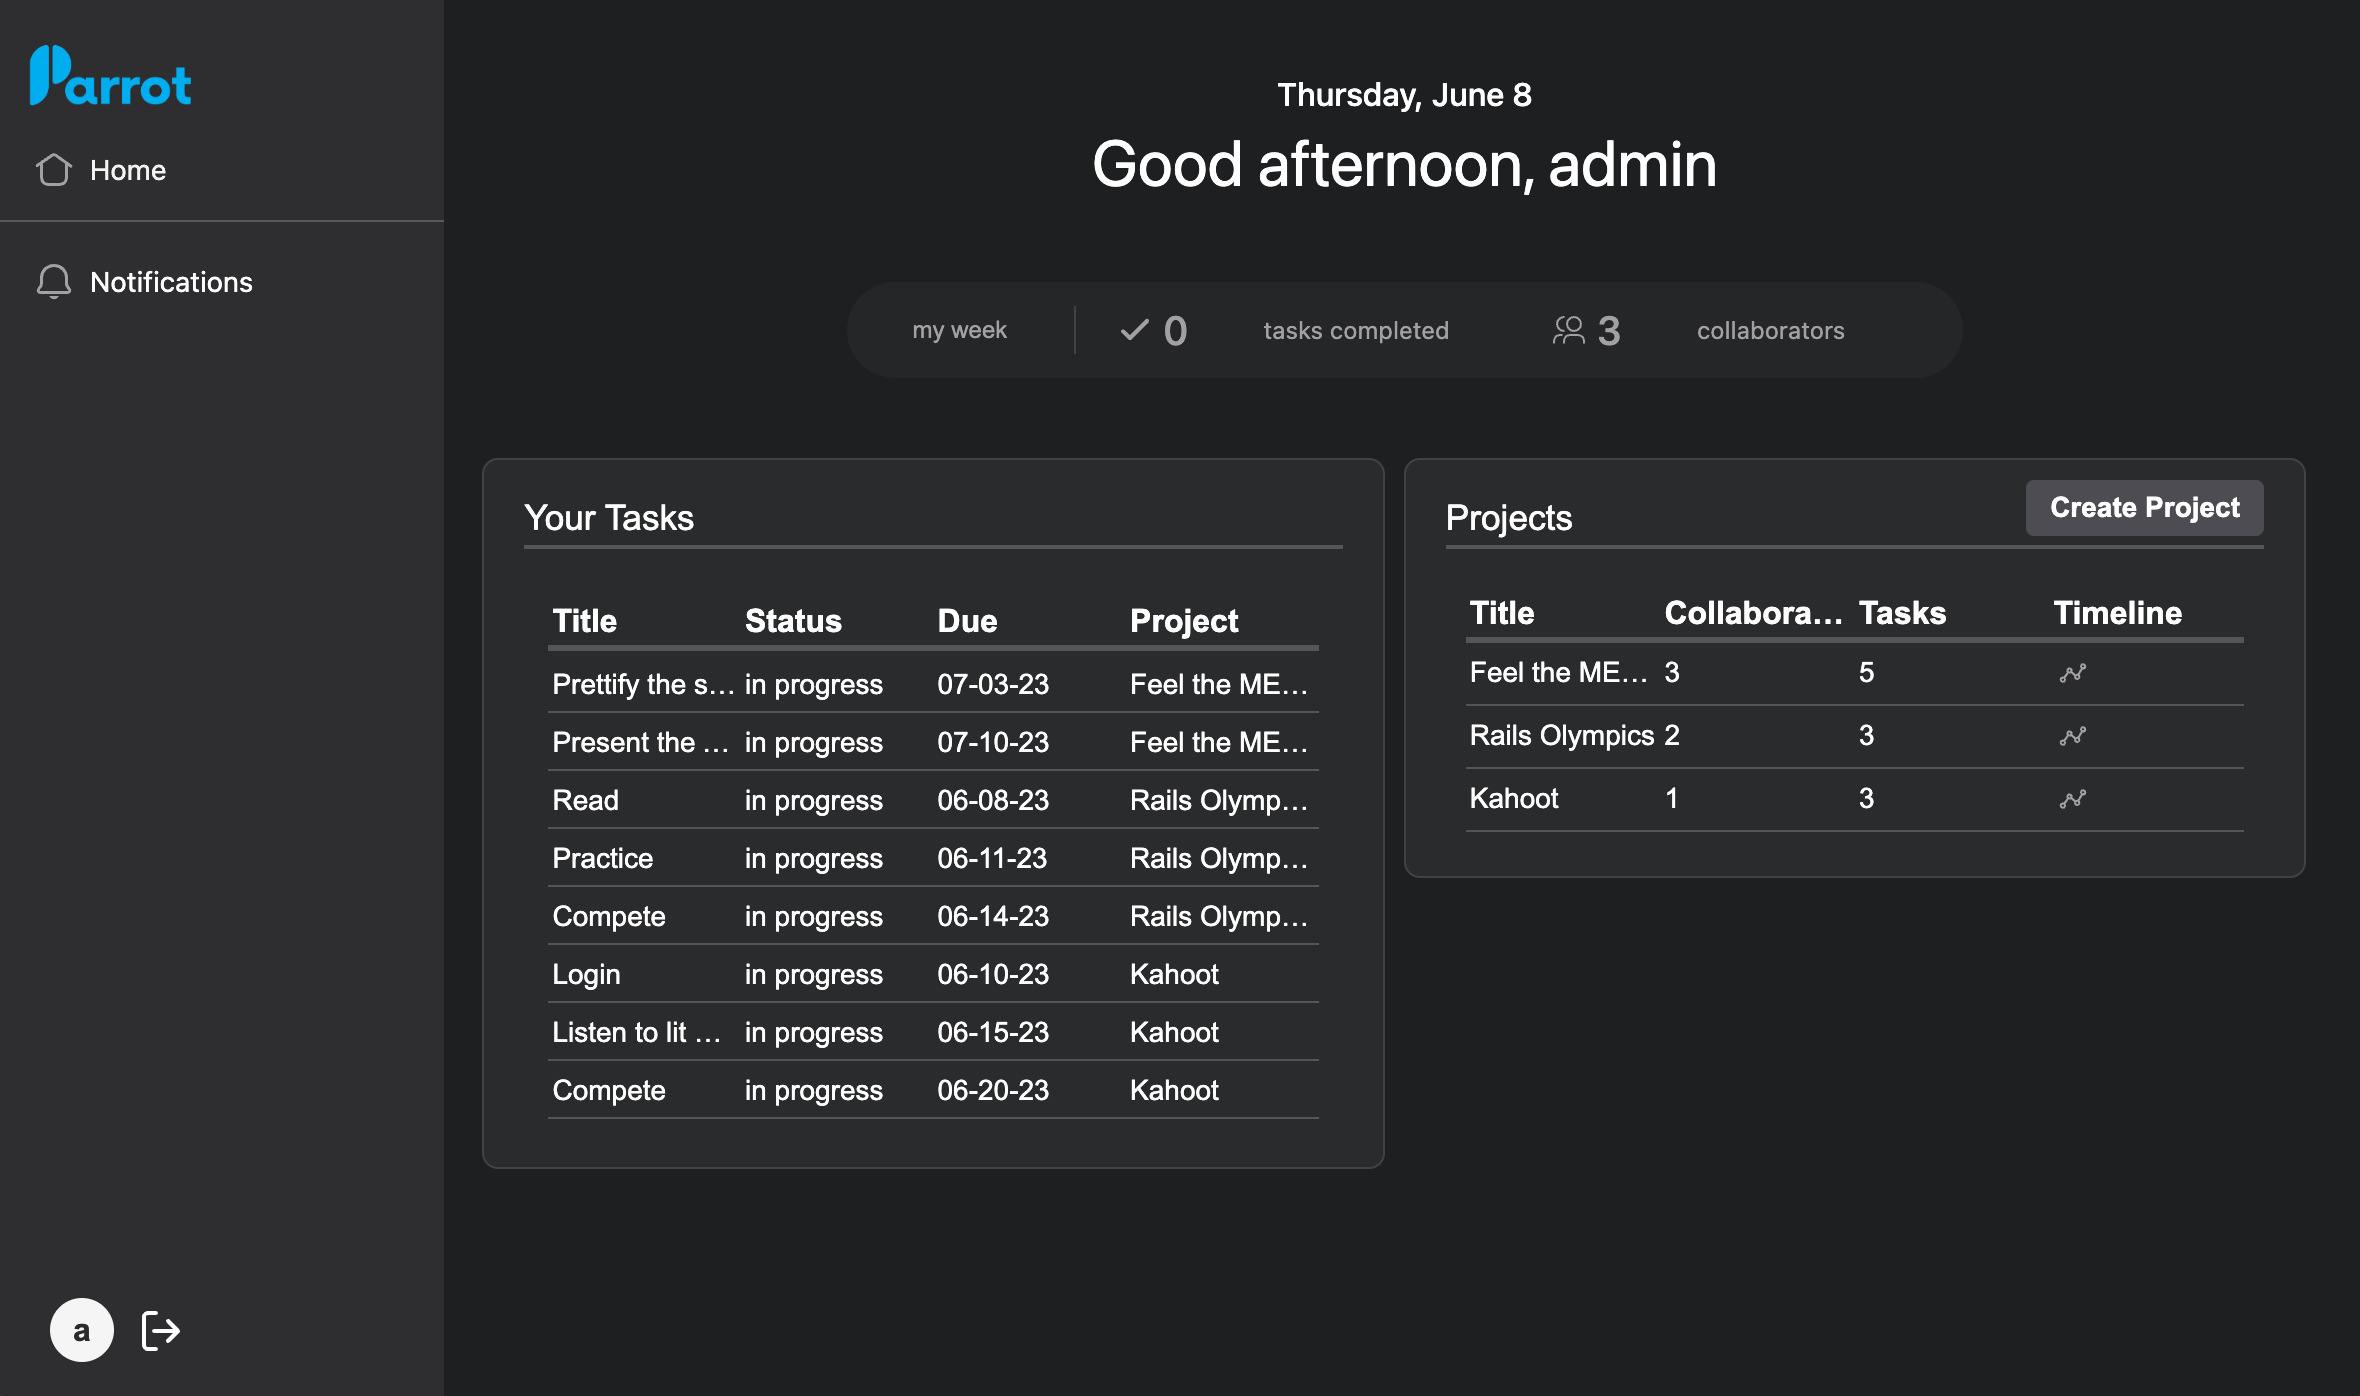 Parrot
Home
Notifications
Thursday, June 8
Good afternoon, admin
my week 0 tasks completed 3 collaborators
Your Tasks
Title Status Due Project
Prettify the s... in progress 07-03-23 Feel the ME...
Present the ... in progress 07-10-23 Feel the ME...
Read in progress 06-08-23 Rails Olymp...
Practice in progress 06-11-23 Rails Olymp...
Compete in progress 06-14-23 Rails Olymp...
Login in progress 06-10-23 Kahoot
Listen to lit ... in progress 06-15-23 Kahoot
Compete in progress 06-20-23 Kahoot
Projects Create Project
Title Collabora... Tasks Timeline
Feel the ME... 3 5
Rails Olympics 2 3
Kahoot 1 3
a